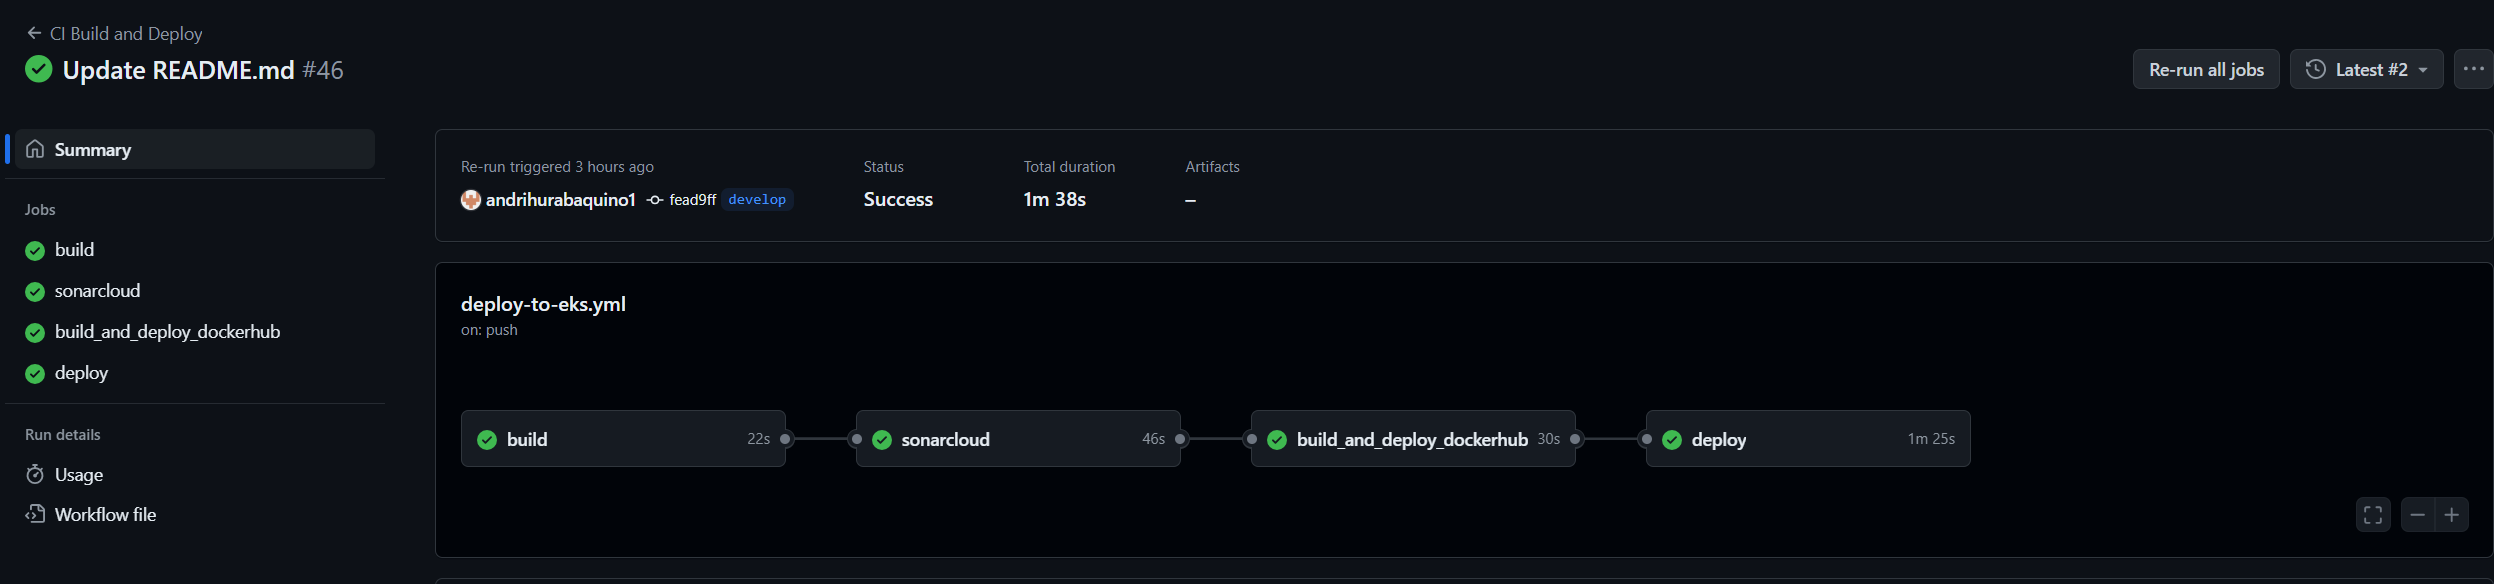 CI Build and Deploy
Update README.md #46
Re-run all jobs
Latest #2
Summary
Jobs
build
sonarcloud
build_and_deploy_dockerhub
deploy
Run details
Usage
Workflow file
Re-run triggered 3 hours ago
andrihurabaquino1 fead9ff develop
Status
Success
Total duration
1m 38s
Artifacts
–
deploy-to-eks.yml
on: push
build 22s
sonarcloud 46s
build_and_deploy_dockerhub 30s
deploy 1m 25s